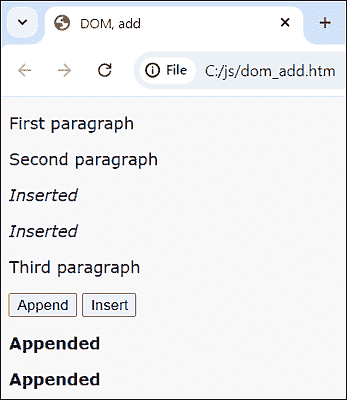 DOM, add
File C:/js/dom_add.htm
First paragraph
Second paragraph
Inserted
Inserted
Third paragraph
Append Insert
Appended
Appended